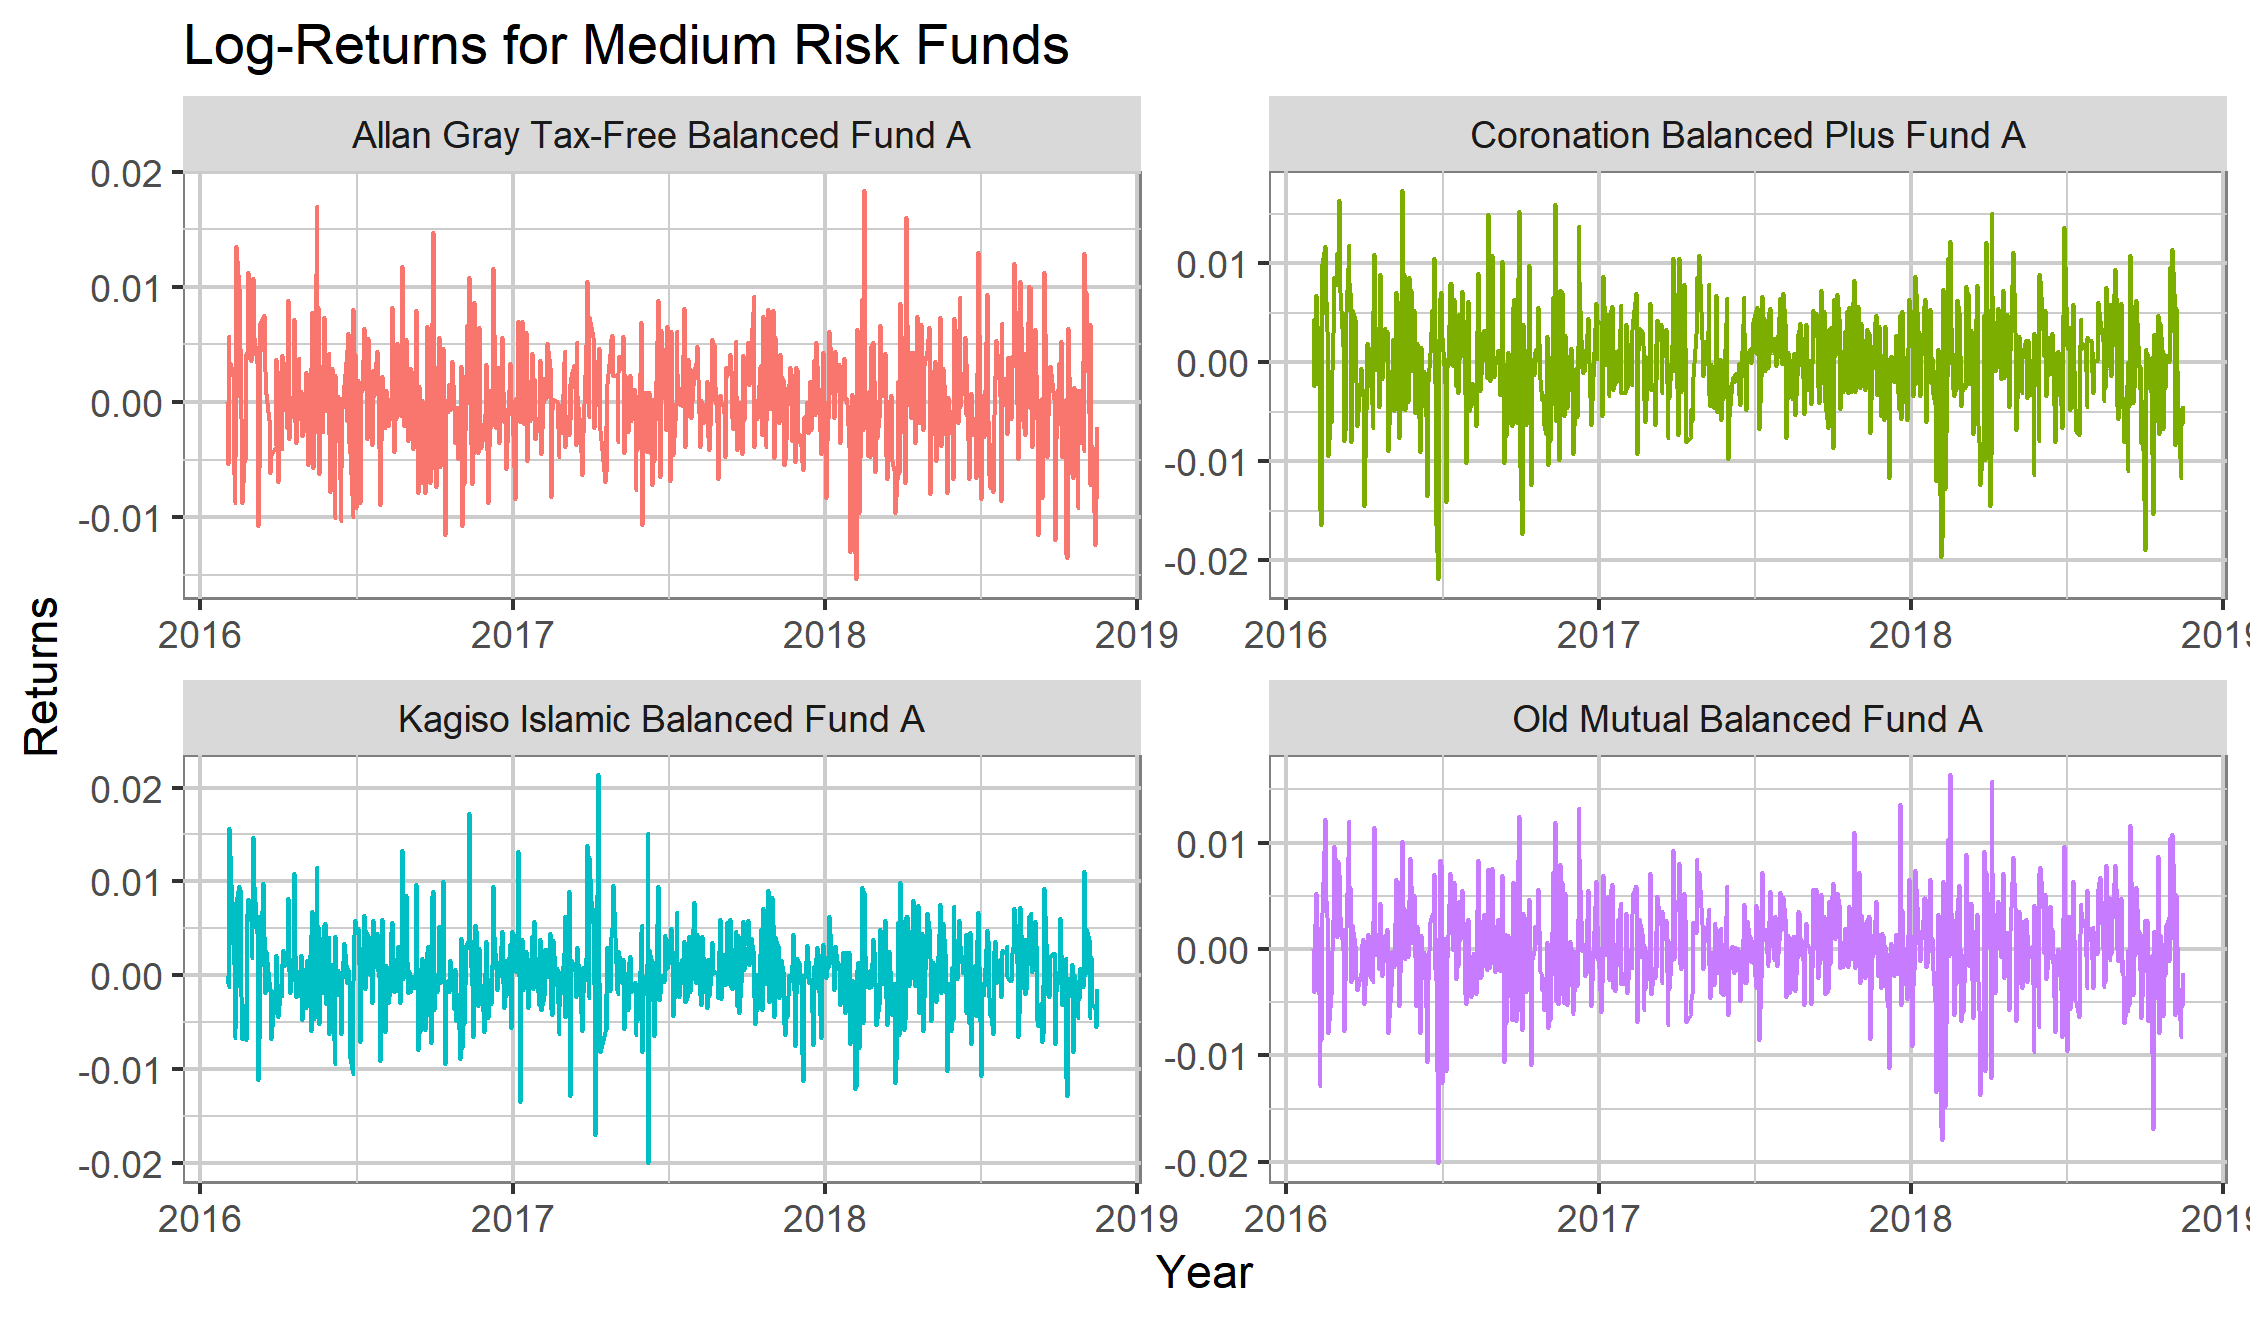 Log-Returns for Medium Risk Funds
Allan Gray Tax-Free Balanced Fund A
0.02
0.01
0.00
-0.01
2016 2017 2018 2019
Coronation Balanced Plus Fund A
0.01
0.00
-0.01
-0.02
2016 2017 2018 2019
Returns
Kagiso Islamic Balanced Fund A
0.02
0.01
0.00
-0.01
-0.02
2016 2017 2018 2019
Old Mutual Balanced Fund A
0.01
0.00
-0.01
-0.02
2016 2017 2018 2019
Year